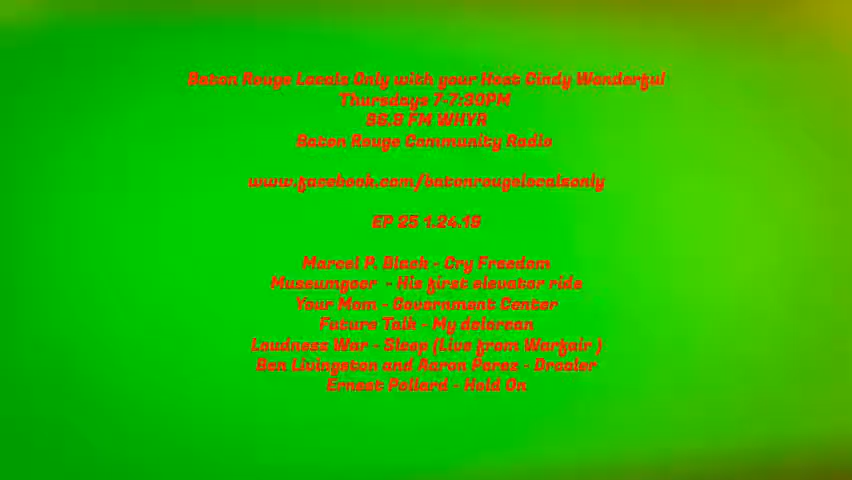 Baton Rouge Locals Only with your Host Cindy Wonderful
Thursdays 7-7:30PM
96.9 FM WHYR
Baton Rouge Community Radio
www.facebook.com/batonrougelocalsonly
EP 25 1.24.19
Marcel P. Black - Cry Freedom
Museumgoer - His first elevator ride
Your Mom - Government Center
Future Talk - My delorean
Loudness War - Sleep (Live from Warfair )
Ben Livingston and Aaron Perez - Drooler
Ernest Pollard - Hold On